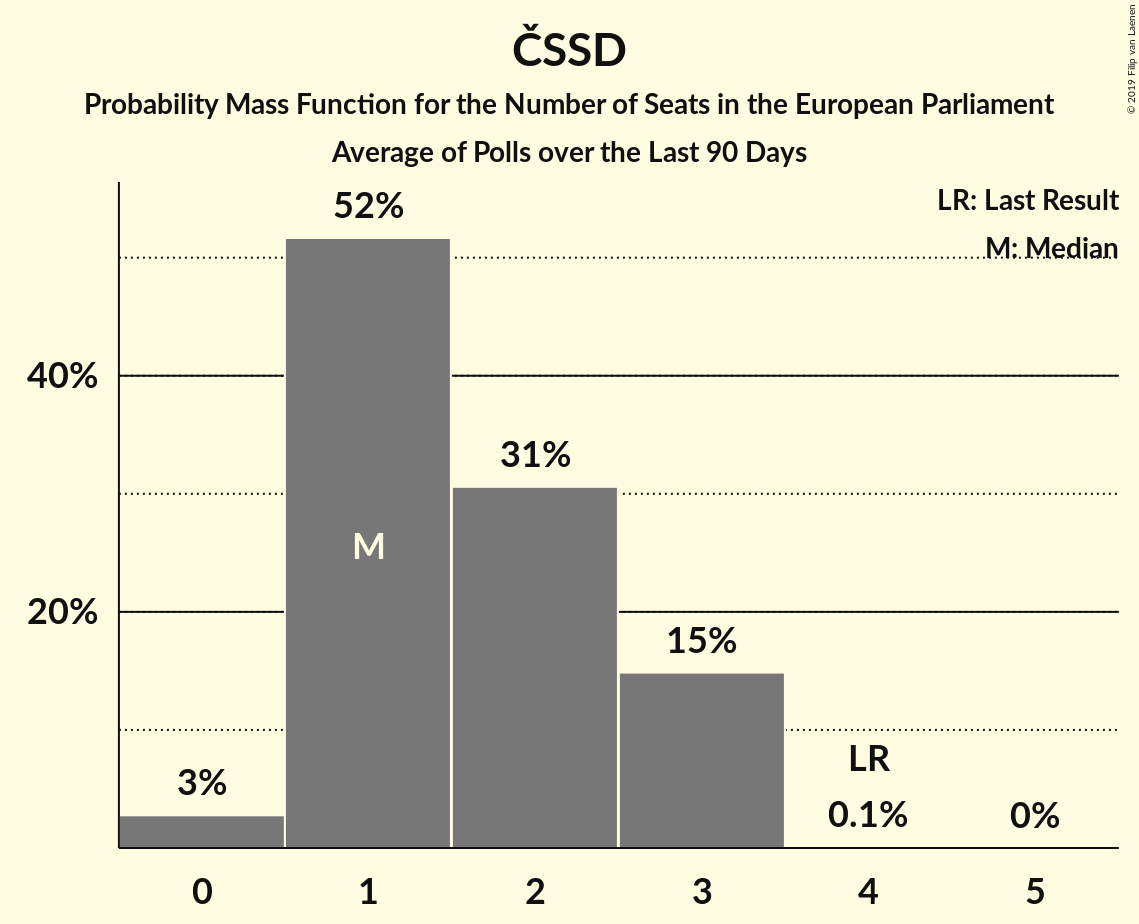 ČSSD
Probability Mass Function for the Number of Seats in the European Parliament
Average of Polls over the Last 90 Days
© 2019 Filip van Laenen
LR: Last Result
M: Median
52%
40%
31%
M
20%
15%
3%
LR
0.1%
0%
0 1 2 3 4 5